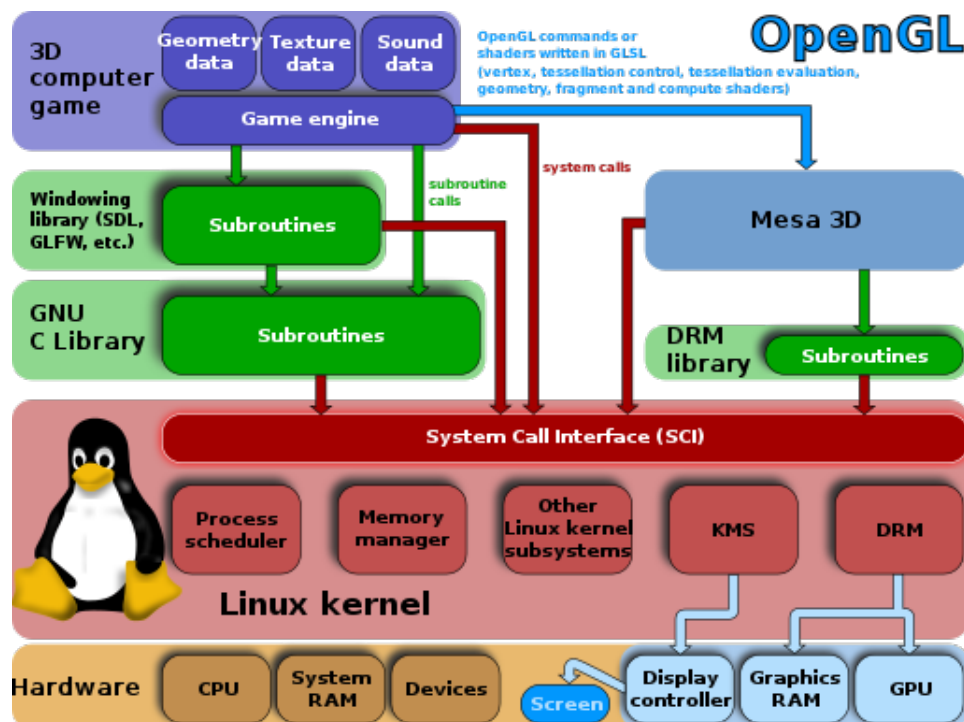 3D
computer
game
Geometry
data
Texture
data
Sound
data
Game engine
OpenGL commands or
shaders written in GLSL
(vertex, tessellation control, tessellation evaluation,
geometry, fragment and compute shaders)
OpenGL
subroutine
calls
system calls
Windowing
library (SDL,
GLFW, etc.)
Subroutines
Mesa 3D
GNU
C Library
Subroutines
DRM
library
Subroutines
System Call Interface (SCI)
Process
scheduler
Memory
manager
Other
Linux kernel
subsystems
KMS
DRM
Linux kernel
Hardware
CPU
System
RAM
Devices
Screen
Display
controller
Graphics
RAM
GPU